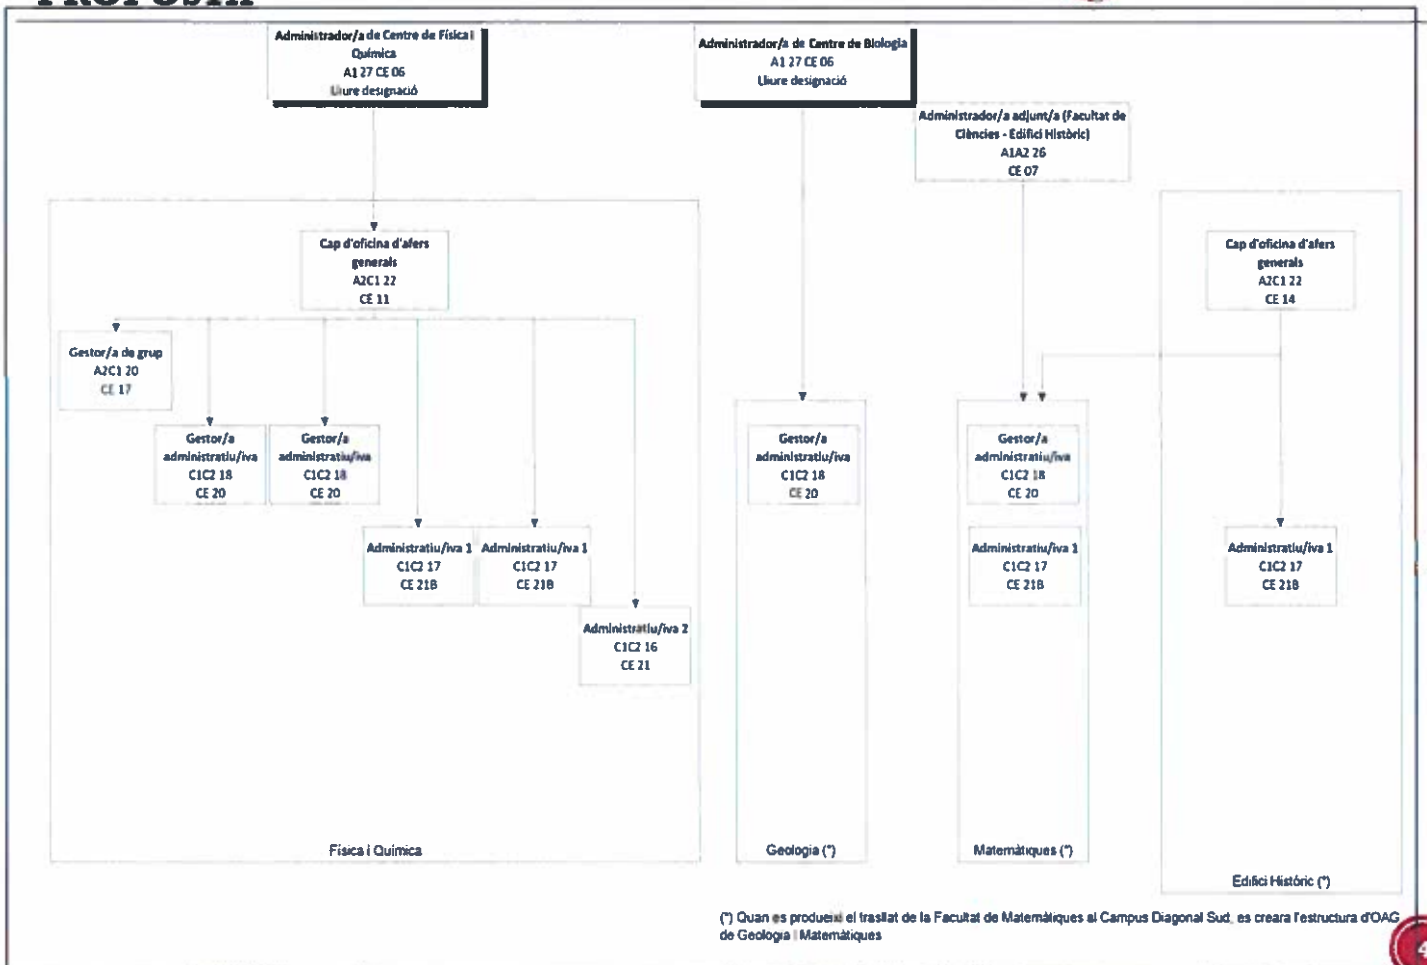 PROPOSTA
Administrador/a de Centre de Física i
Química
A1 27 CE 06
Lliure designació
Administrador/a de Centre de Biologia
A1 27 CE 06
Lliure designació
Administrador/a adjunt/a (Facultat de
Ciències - Edifici Històric)
A1A2 26
CE 07
Cap d'oficina d'afers
generals
A2C1 22
CE 11
Cap d'oficina d'afers
generals
A2C1 22
CE 14
Gestor/a de grup
A2C1 20
CE 17
Gestor/a
administratiu/iva
C1C2 18
CE 20
Gestor/a
administratiu/iva
C1C2 18
CE 20
Gestor/a
administratiu/iva
C1C2 18
CE 20
Gestor/a
administratiu/iva
C1C2 18
CE 20
Administratiu/iva 1
C1C2 17
CE 21B
Administratiu/iva 1
C1C2 17
CE 21B
Administratiu/iva 1
C1C2 17
CE 21B
Administratiu/iva 1
C1C2 17
CE 21B
Administratiu/iva 2
C1C2 16
CE 21
Física i Química
Geologia (*)
Matemàtiques (*)
Edifici Històric (*)
(*) Quan es produeixi el trasllat de la Facultat de Matemàtiques al Campus Diagonal Sud, es creara l'estructura d'OAG
de Geologia i Matemàtiques